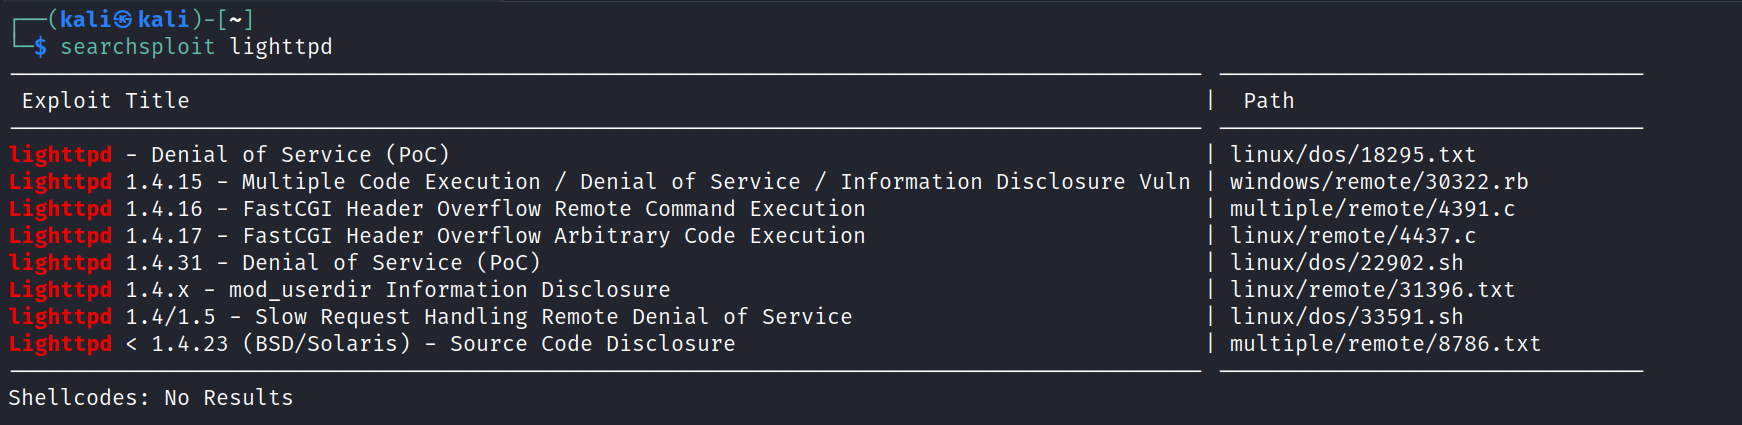 (kali㉿kali)-[~]
$ searchsploit lighttpd
Exploit Title | Path
lighttpd - Denial of Service (PoC) | linux/dos/18295.txt
Lighttpd 1.4.15 - Multiple Code Execution / Denial of Service / Information Disclosure Vuln | windows/remote/30322.rb
Lighttpd 1.4.16 - FastCGI Header Overflow Remote Command Execution | multiple/remote/4391.c
Lighttpd 1.4.17 - FastCGI Header Overflow Arbitrary Code Execution | linux/remote/4437.c
lighttpd 1.4.31 - Denial of Service (PoC) | linux/dos/22902.sh
Lighttpd 1.4.x - mod_userdir Information Disclosure | linux/remote/31396.txt
lighttpd 1.4/1.5 - Slow Request Handling Remote Denial of Service | linux/dos/33591.sh
Lighttpd < 1.4.23 (BSD/Solaris) - Source Code Disclosure | multiple/remote/8786.txt
Shellcodes: No Results